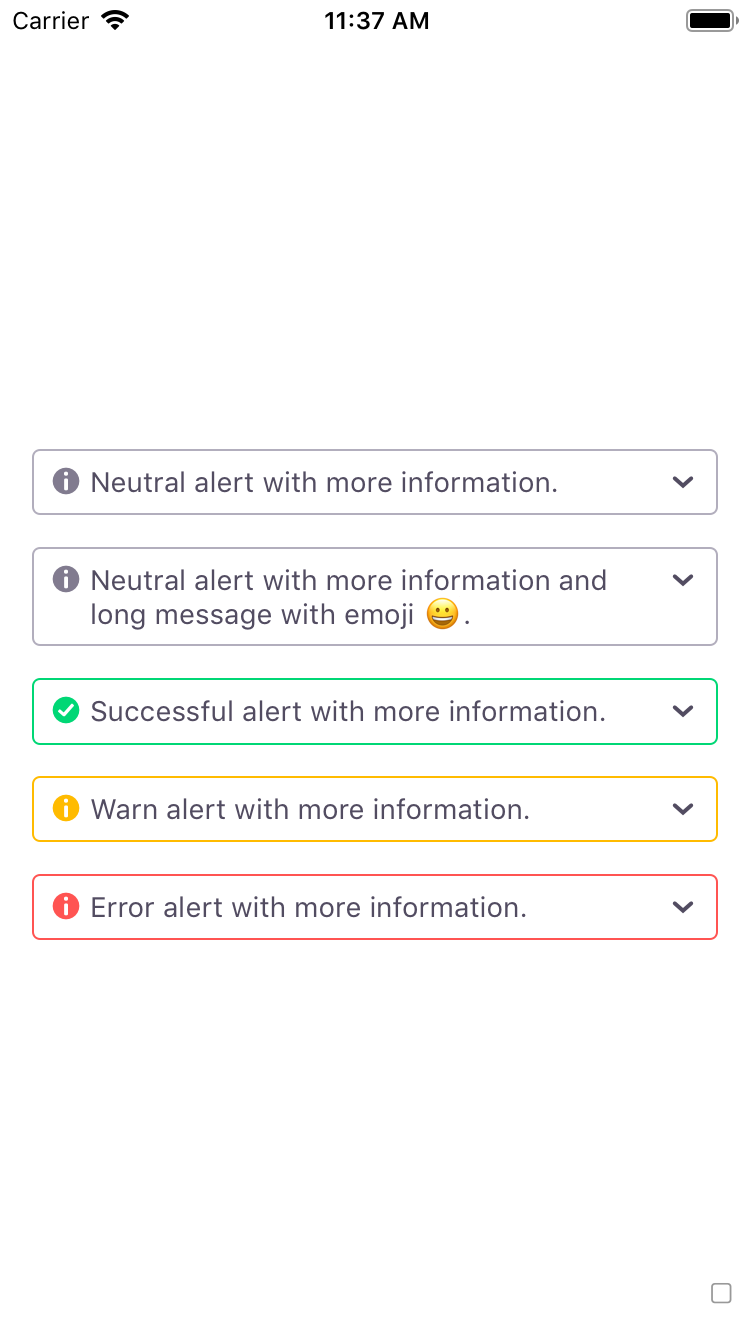 Carrier 11:37 AM
Neutral alert with more information.
Neutral alert with more information and
long message with emoji 😀.
Successful alert with more information.
Warn alert with more information.
Error alert with more information.